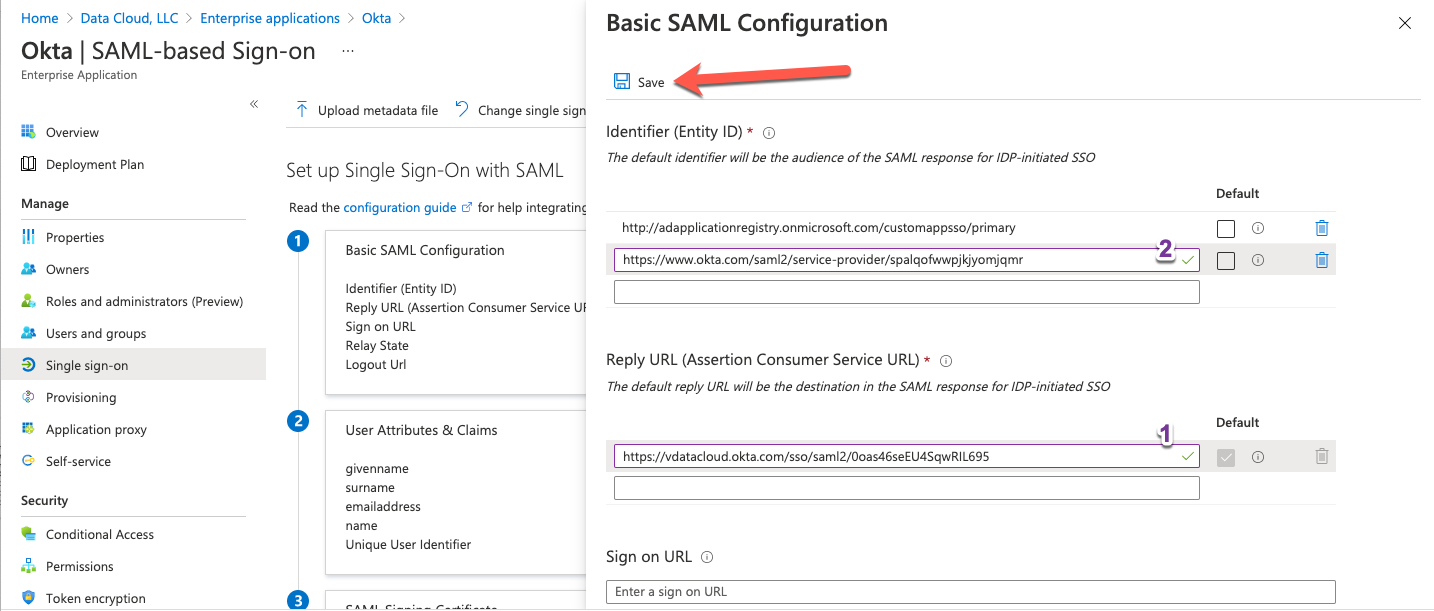 Home > Data Cloud, LLC > Enterprise applications > Okta >
Okta | SAML-based Sign-on ...
Enterprise Application
«
Overview
Deployment Plan
Manage
Properties
Owners
Roles and administrators (Preview)
Users and groups
Single sign-on
Provisioning
Application proxy
Self-service
Security
Conditional Access
Permissions
Token encryption
Upload metadata file
Change single sign
Set up Single Sign-On with SAML
Read the configuration guide for help integrating
1
Basic SAML Configuration
Identifier (Entity ID)
Reply URL (Assertion Consumer Service UR
Sign on URL
Relay State
Logout Url
2
User Attributes & Claims
givenname
surname
emailaddress
name
Unique User Identifier
3
SAML Signing Certificate
Basic SAML Configuration
Save
Identifier (Entity ID) *
The default identifier will be the audience of the SAML response for IDP-initiated SSO
Default
http://adapplicationregistry.onmicrosoft.com/customappsso/primary
https://www.okta.com/saml2/service-provider/spalqofwwpjkjyomjqmr
2
Reply URL (Assertion Consumer Service URL) *
The default reply URL will be the destination in the SAML response for IDP-initiated SSO
Default
1
https://vdatacloud.okta.com/sso/saml2/0oas46seEU4SqwRIL695
Sign on URL
Enter a sign on URL